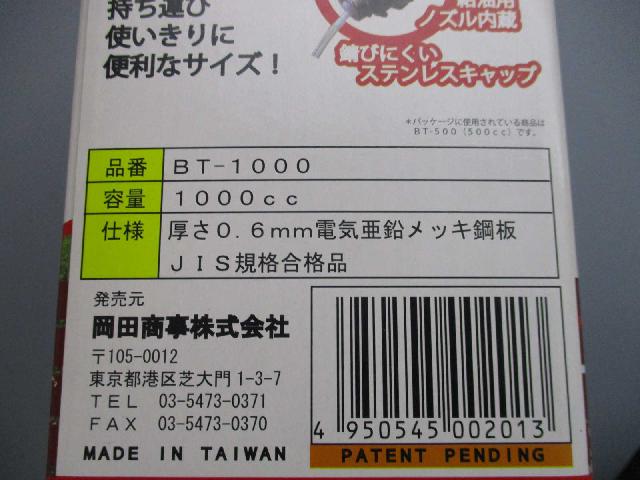 持ち運び
使いきりに
便利なサイズ！
給油用
ノズル内蔵
錆びにくい
ステンレスキャップ
＊パッケージに使用されている商品は
ＢＴ-５００（５００ｃｃ）です。
品番 ＢＴ－１０００
容量 １０００ｃｃ
仕様 厚さ０．６ｍｍ電気亜鉛メッキ鋼板
ＪＩＳ規格合格品
発売元
岡田商事株式会社
〒105-0012
東京都港区芝大門1-3-7
ＴＥＬ 03-5473-0371
ＦＡＸ 03-5473-0370
MADE IN TAIWAN
4 950545 002013
PATENT PENDING